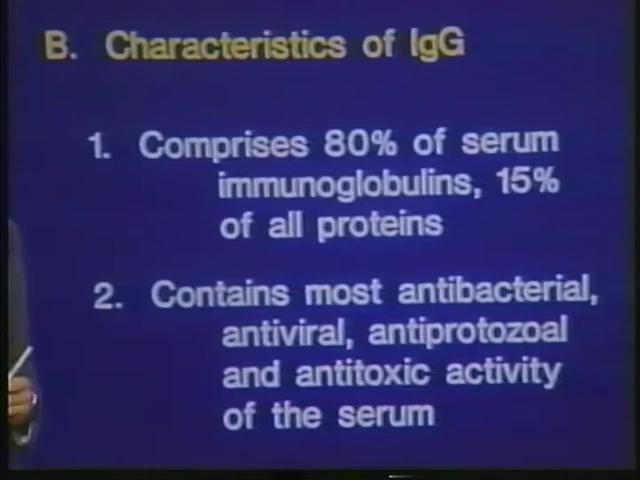 B. Characteristics of IgG
1. Comprises 80% of serum
immunoglobulins, 15%
of all proteins
2. Contains most antibacterial,
antiviral, antiprotozoal
and antitoxic activity
of the serum